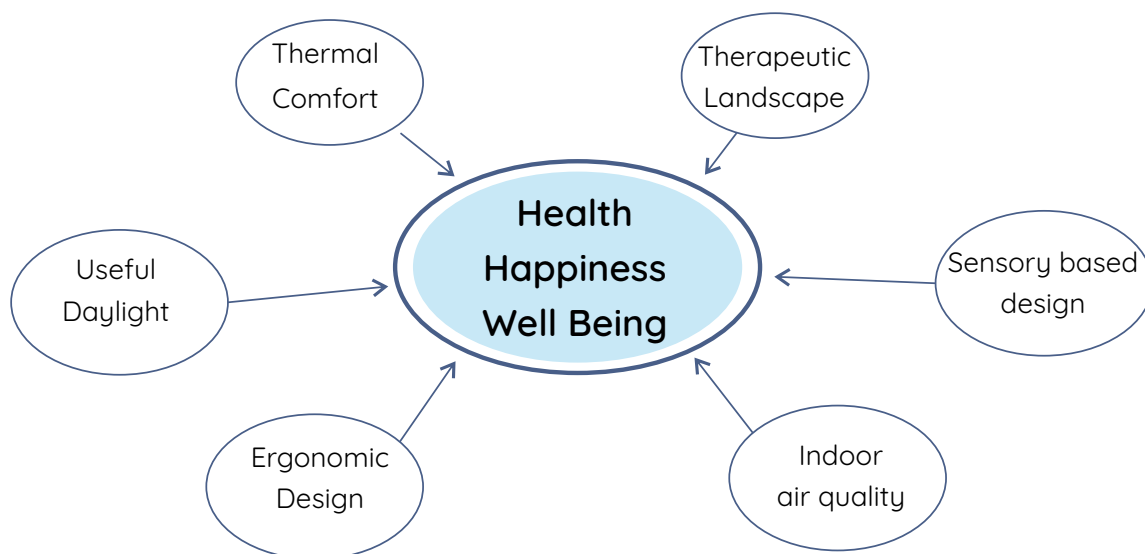 Thermal
Comfort
Therapeutic
Landscape
Health
Happiness
Well Being
Useful
Daylight
Sensory based
design
Ergonomic
Design
Indoor
air quality